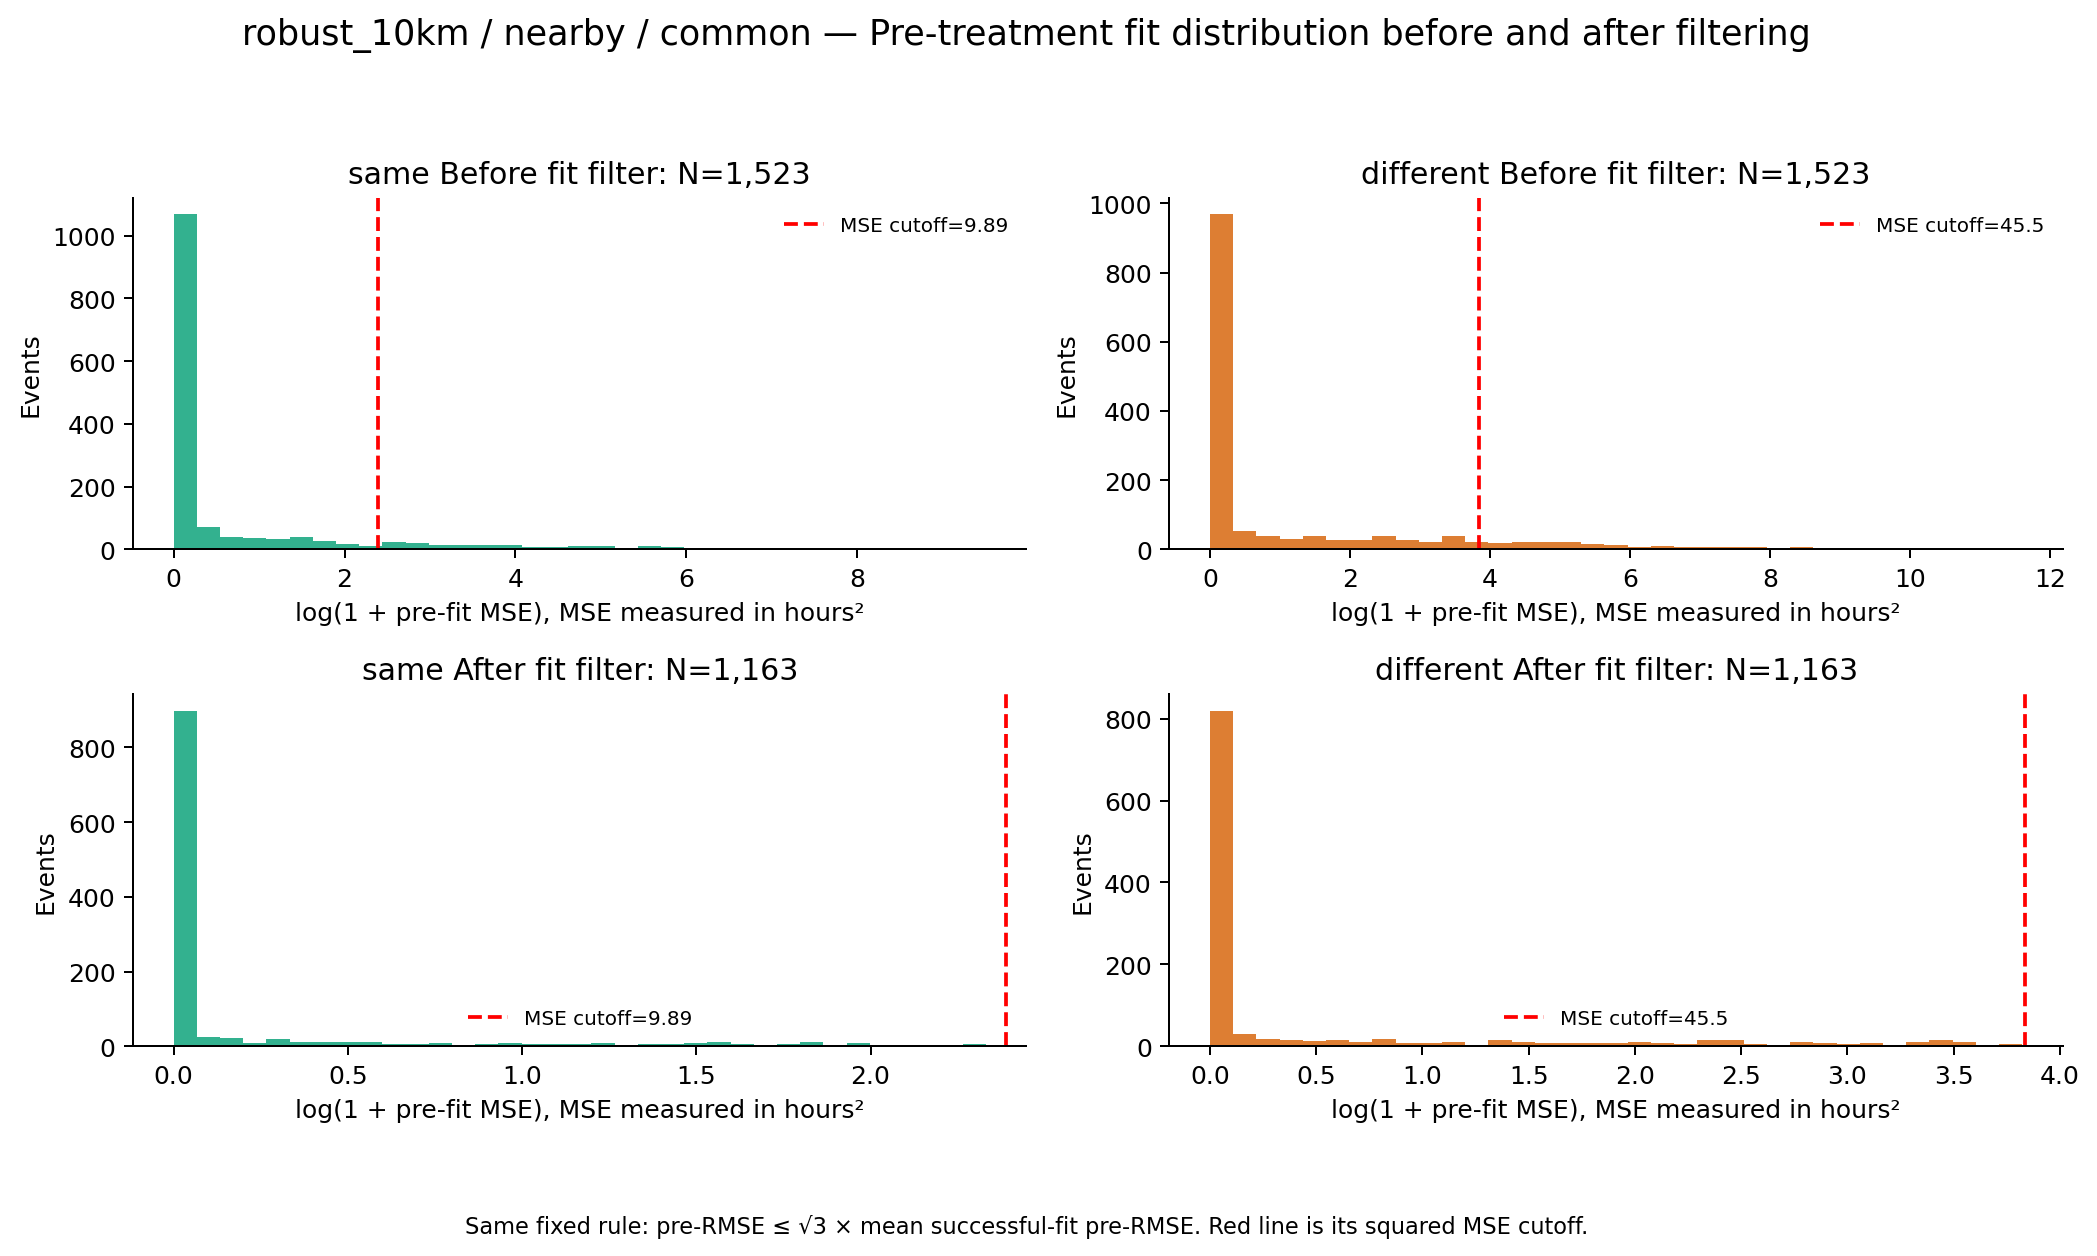 robust_10km / nearby / common — Pre-treatment fit distribution before and after filtering
same Before fit filter: N=1,523
MSE cutoff=9.89
Events
1000
800
600
400
200
0
0 2 4 6 8
log(1 + pre-fit MSE), MSE measured in hours²
different Before fit filter: N=1,523
MSE cutoff=45.5
Events
1000
800
600
400
200
0
0 2 4 6 8 10 12
log(1 + pre-fit MSE), MSE measured in hours²
same After fit filter: N=1,163
Events
800
600
400
200
0
MSE cutoff=9.89
0.0 0.5 1.0 1.5 2.0
log(1 + pre-fit MSE), MSE measured in hours²
different After fit filter: N=1,163
Events
800
600
400
200
0
MSE cutoff=45.5
0.0 0.5 1.0 1.5 2.0 2.5 3.0 3.5 4.0
log(1 + pre-fit MSE), MSE measured in hours²
Same fixed rule: pre-RMSE ≤ √3 × mean successful-fit pre-RMSE. Red line is its squared MSE cutoff.